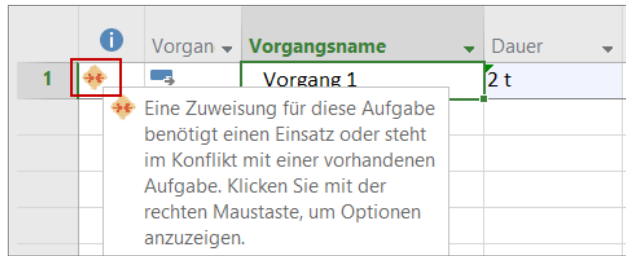 Vorgan Vorgangsname Dauer
1 Vorgang 1 2 t
Eine Zuweisung für diese Aufgabe
benötigt einen Einsatz oder steht
im Konflikt mit einer vorhandenen
Aufgabe. Klicken Sie mit der
rechten Maustaste, um Optionen
anzuzeigen.